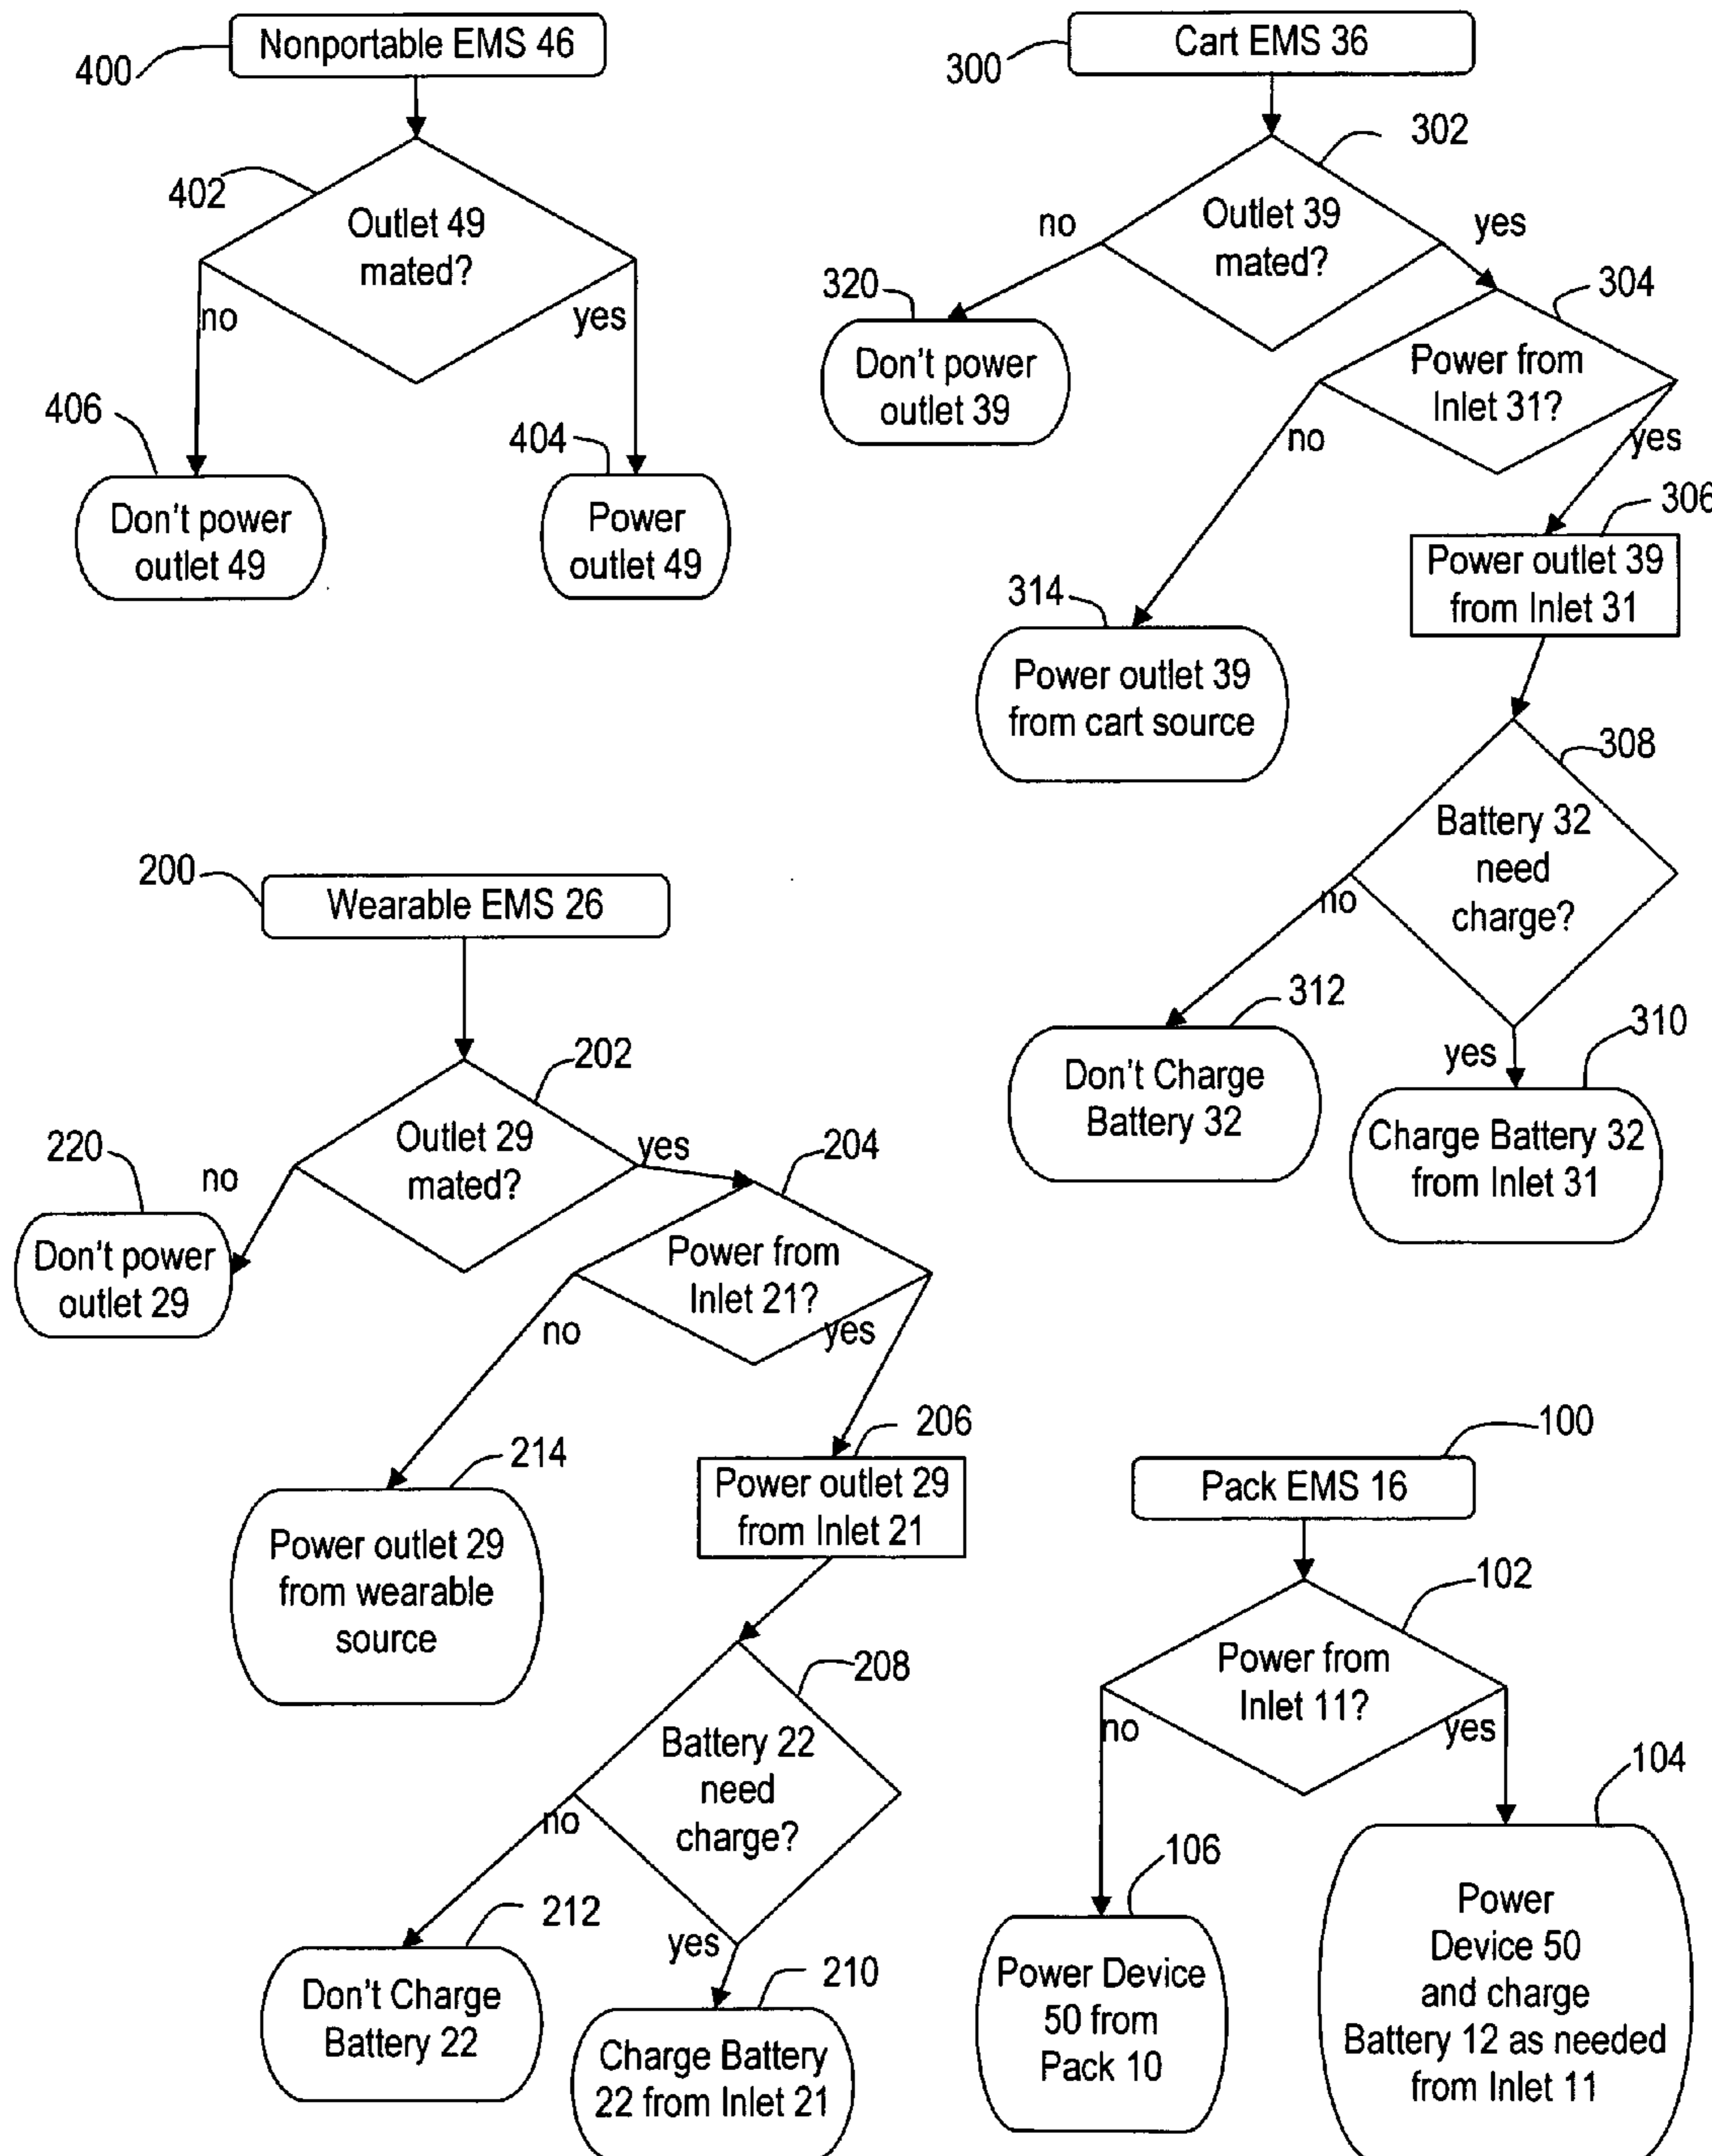 Nonportable EMS 46
400
402
Outlet 49
mated?
no
yes
406
404
Don't power
outlet 49
Power
outlet 49
Cart EMS 36
300
302
Outlet 39
mated?
no
yes
320
304
Don't power
outlet 39
Power from
Inlet 31?
no
yes
306
Power outlet 39
from Inlet 31
314
Power outlet 39
from cart source
308
Battery 32
need
charge?
no
312
yes
310
Don't Charge
Battery 32
Charge Battery 32
from Inlet 31
200
Wearable EMS 26
202
Outlet 29
mated?
220
no
yes
204
Don't power
outlet 29
Power from
Inlet 21?
no
yes
206
214
Power outlet 29
from Inlet 21
Power outlet 29
from wearable
source
208
Battery 22
need
charge?
no
212
yes
210
Don't Charge
Battery 22
Charge Battery
22 from Inlet 21
100
Pack EMS 16
102
Power from
Inlet 11?
no
yes
104
106
Power Device
50 from
Pack 10
Power
Device 50
and charge
Battery 12 as needed
from Inlet 11